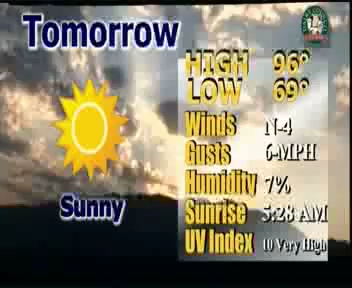 Tomorrow
HIGH 96°
LOW 69°
Winds N-4
Gusts 6-MPH
Humidity 7%
Sunrise 5:28 AM
UV Index 10 Very High
Sunny